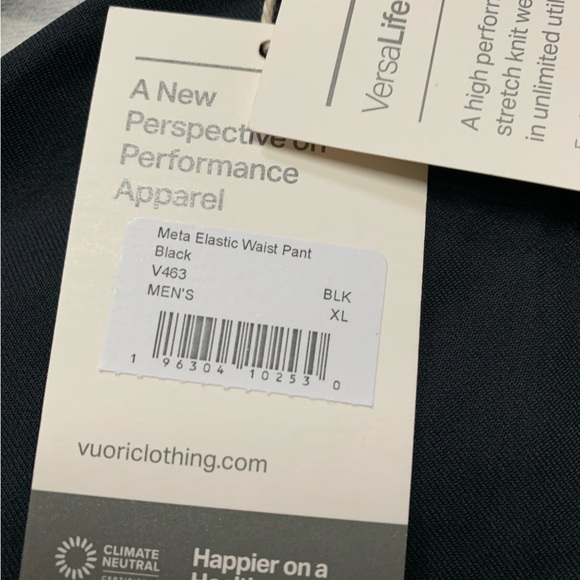 A New
Perspective on
Performance
Apparel
Meta Elastic Waist Pant
Black
V463
MEN'S BLK
XL
1 96304 10253 0
vuoriclothing.com
CLIMATE
NEUTRAL
Happier on a
VersaLife
A high perform
stretch knit we
in unlimited util